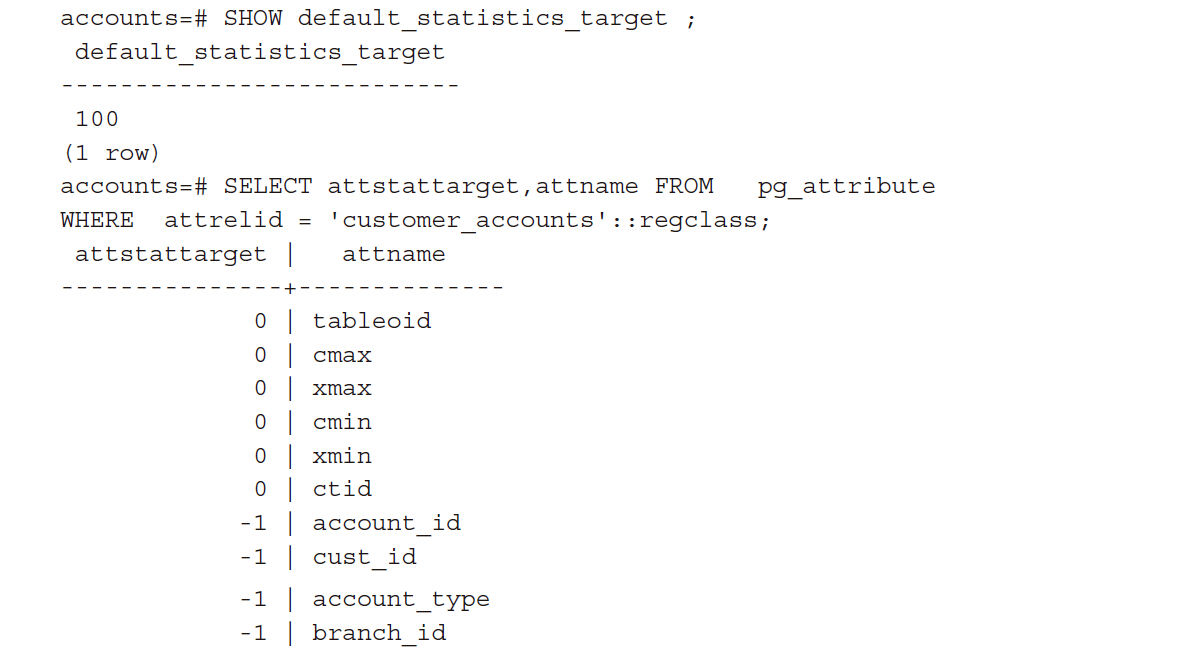 accounts=# SHOW default_statistics_target ;
 default_statistics_target
---------------------------
 100
(1 row)
accounts=# SELECT attstattarget,attname FROM   pg_attribute
WHERE  attrelid = 'customer_accounts'::regclass;
 attstattarget |   attname
---------------+--------------
             0 | tableoid
             0 | cmax
             0 | xmax
             0 | cmin
             0 | xmin
             0 | ctid
            -1 | account_id
            -1 | cust_id
            -1 | account_type
            -1 | branch_id